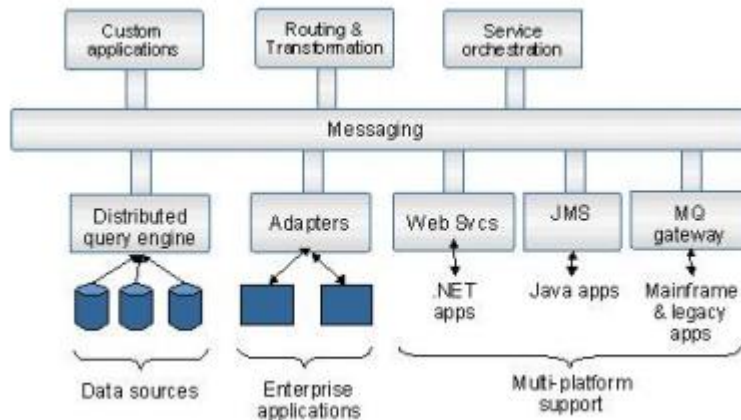 Custom
applications
Routing &
Transformation
Service
orchestration
Messaging
Distributed
query engine
Adapters
Web Svcs
JMS
MQ
gateway
.NET
apps
Java apps
Mainframe
& legacy
apps
Data sources
Enterprise
applications
Multi-platform
support